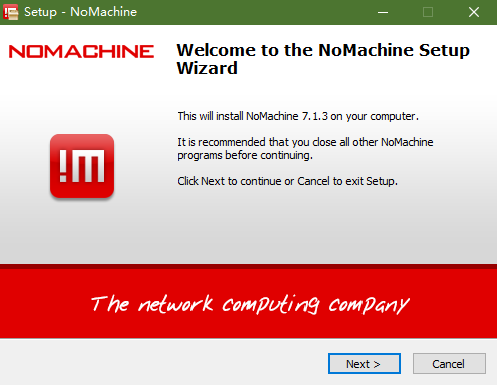 Setup - NoMachine
NOMACHINE
Welcome to the NoMachine Setup
Wizard
This will install NoMachine 7.1.3 on your computer.
It is recommended that you close all other NoMachine
programs before continuing.
Click Next to continue or Cancel to exit Setup.
!M
The network computing company
Next >
Cancel